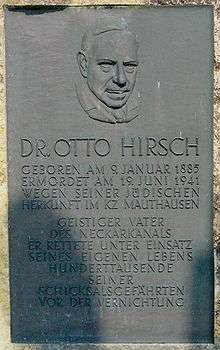 DR. OTTO HIRSCH
GEBOREN AM 9. JANUAR 1885
ERMORDET AM 19. JUNI 1941
WEGEN SEINER JÜDISCHEN
HERKUNFT IM KZ MAUTHAUSEN
GEISTIGER VATER
DES NECKARKANALS
ER RETTETE UNTER EINSATZ
SEINES EIGENEN LEBENS
HUNDERTTAUSENDE
SEINER
SCHICKSALSGEFÄHRTEN
VOR DER VERNICHTUNG